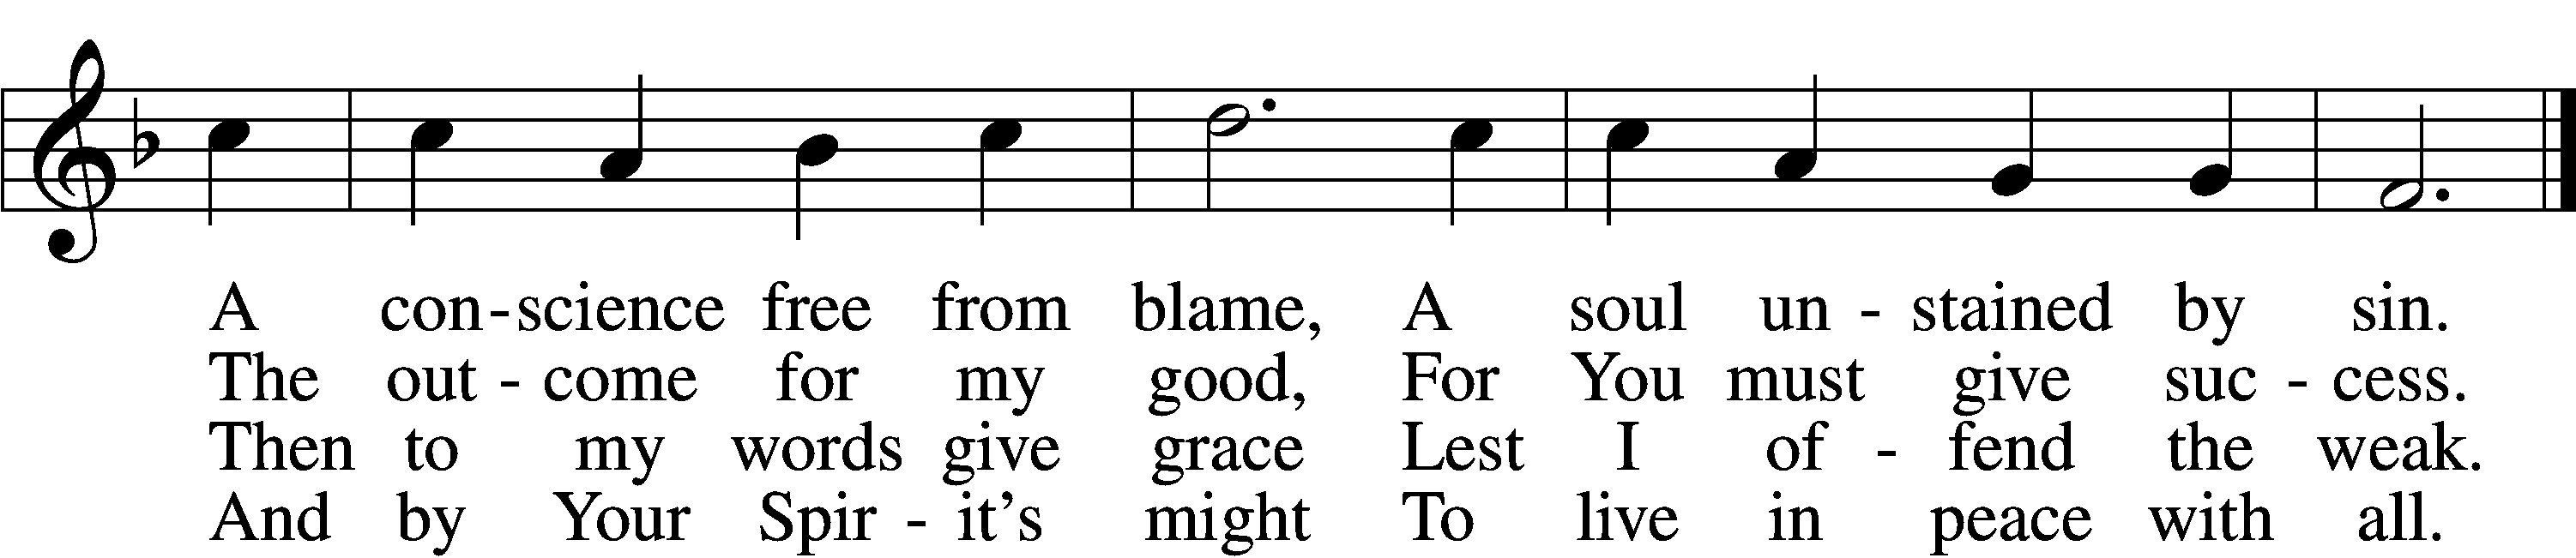 A con-science free from blame, A soul un - stained by sin.
The out - come for my good, For You must give suc - cess.
Then to my words give grace Lest I of - fend the weak.
And by Your Spir - it's might To live in peace with all.